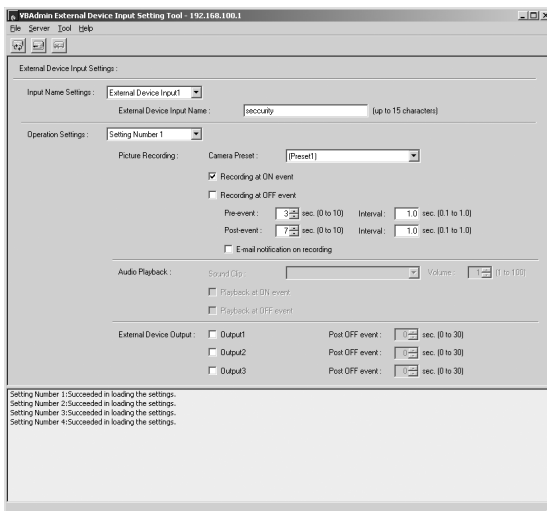 VBAdmin External Device Input Setting Tool - 192.168.100.1
File Server Tool Help
External Device Input Settings :
Input Name Settings : External Device Input1
External Device Input Name : seccurity (up to 15 characters)
Operation Settings : Setting Number 1
Picture Recording : Camera Preset : (Preset1)
Recording at ON event
Recording at OFF event
Pre-event : 3 sec. (0 to 10) Interval : 1.0 sec. (0.1 to 1.0)
Post-event : 7 sec. (0 to 10) Interval : 1.0 sec. (0.1 to 1.0)
E-mail notification on recording
Audio Playback : Sound Clip : Volume : 1 (1 to 100)
Playback at ON event
Playback at OFF event
External Device Output : Output1 Post OFF event : 0 sec. (0 to 30)
Output2 Post OFF event : 0 sec. (0 to 30)
Output3 Post OFF event : 0 sec. (0 to 30)
Setting Number 1:Succeeded in loading the settings.
Setting Number 2:Succeeded in loading the settings.
Setting Number 3:Succeeded in loading the settings.
Setting Number 4:Succeeded in loading the settings.